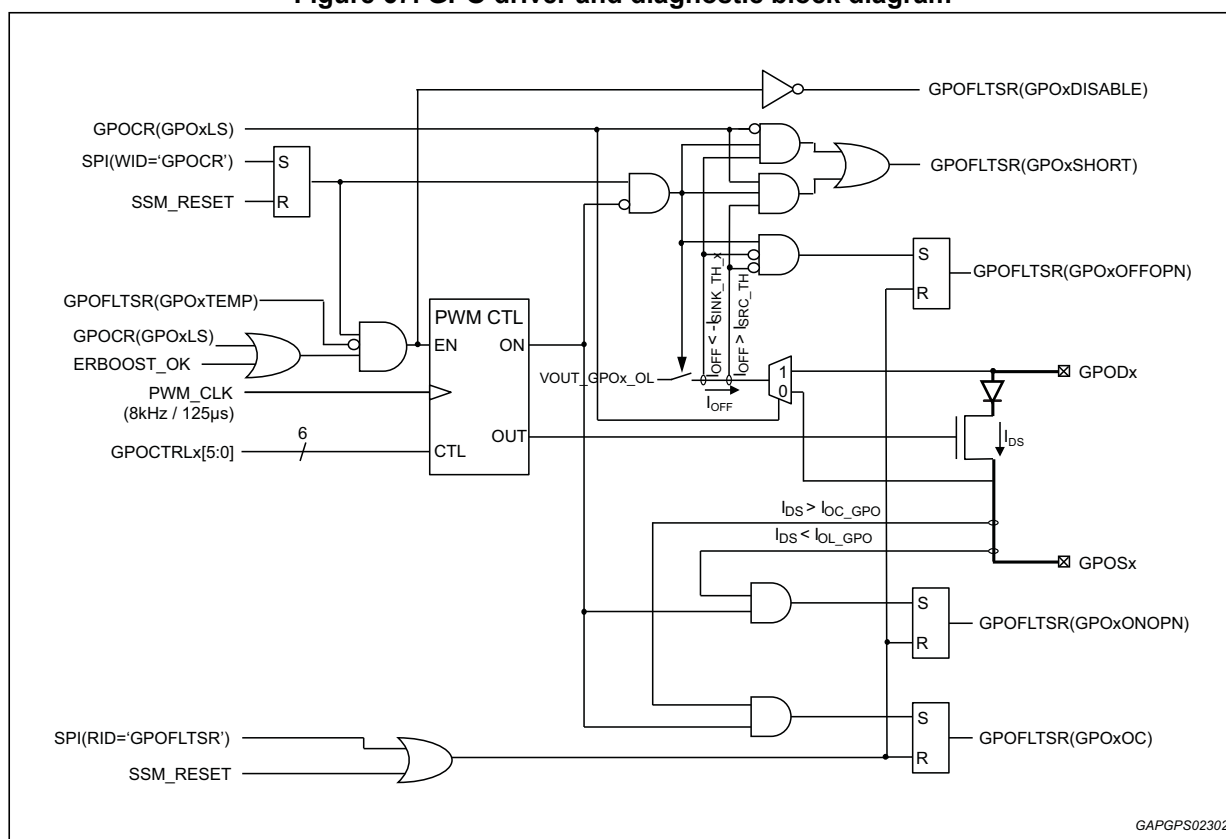 GPOFLTSR(GPOxDISABLE)
GPOCR(GPOxLS)
SPI(WID=‘GPOCR’)
S
R
SSM_RESET
GPOFLTSR(GPOxSHORT)
S
R
GPOFLTSR(GPOxOFFOPN)
GPOFLTSR(GPOxTEMP)
GPOCR(GPOxLS)
ERBOOST_OK
PWM_CLK
(8kHz / 125µs)
GPOCTRLx[5:0]
6
PWM CTL
EN
ON
OUT
CTL
IOFF < -ISINK_TH_x
IOFF > ISRC_TH
VOUT_GPOx_OL
IOFF
1
0
GPODx
IDS
IDS > IOC_GPO
IDS < IOL_GPO
GPOSx
S
R
GPOFLTSR(GPOxONOPN)
SPI(RID=‘GPOFLTSR’)
SSM_RESET
S
R
GPOFLTSR(GPOxOC)
GAPGPS02302